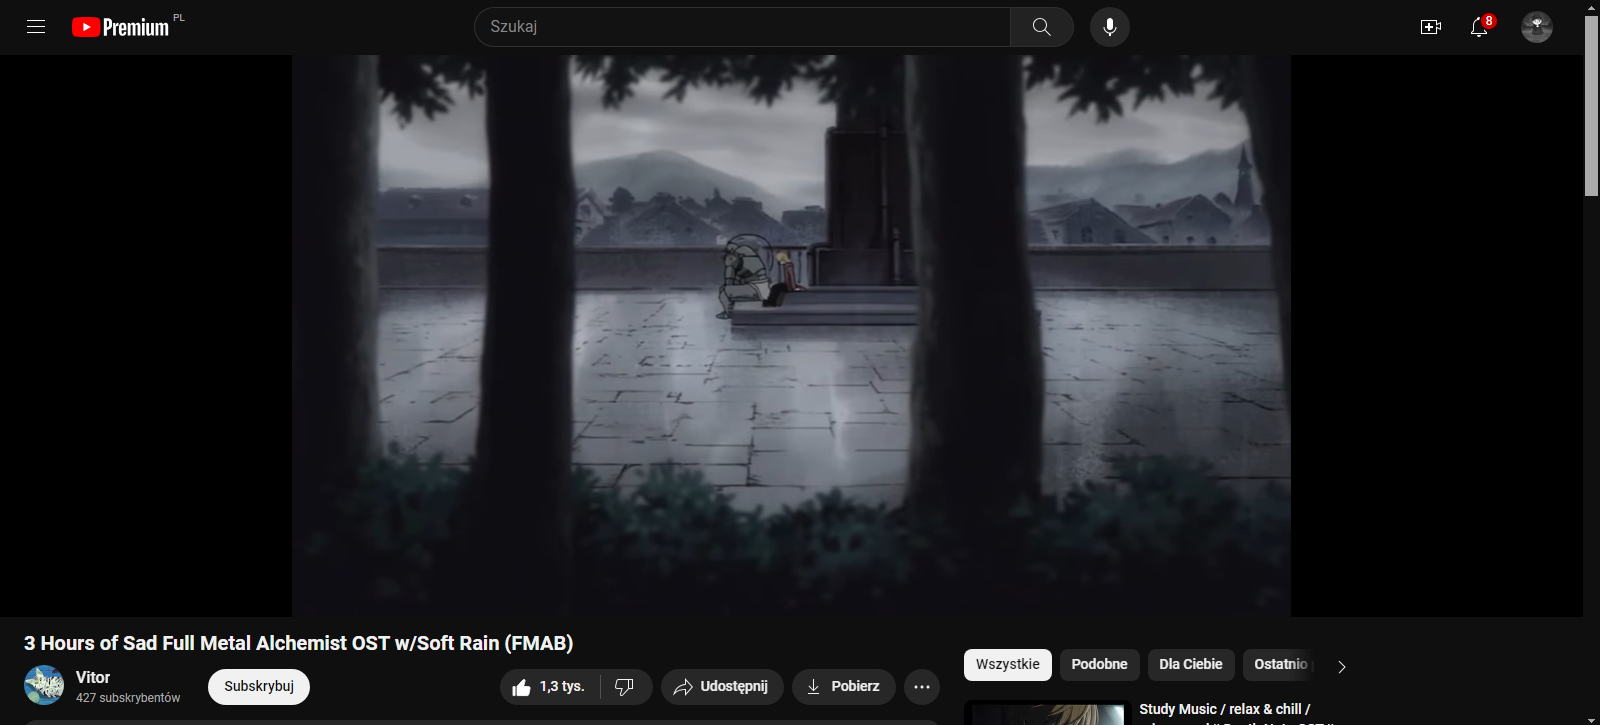 Premium PL
Szukaj
8
3 Hours of Sad Full Metal Alchemist OST w/Soft Rain (FMAB)
Vitor
427 subskrybentów
Subskrybuj
1,3 tys.
Udostępnij
Pobierz
Wszystkie
Podobne
Dla Ciebie
Ostatnio
Study Music / relax & chill /